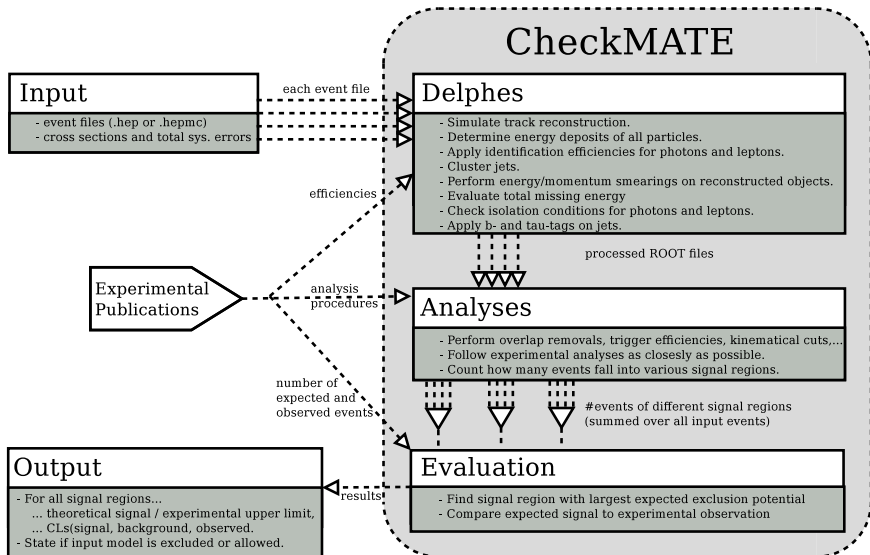 CheckMATE
Input
- event files (.hep or .hepmc)
- cross sections and total sys. errors
each event file
Delphes
- Simulate track reconstruction.
- Determine energy deposits of all particles.
- Apply identification efficiencies for photons and leptons.
- Cluster jets.
- Perform energy/momentum smearings on reconstructed objects.
- Evaluate total missing energy
- Check isolation conditions for photons and leptons.
- Apply b- and tau-tags on jets.
efficiencies
processed ROOT files
Experimental
Publications
analysis
procedures
Analyses
- Perform overlap removals, trigger efficiencies, kinematical cuts,...
- Follow experimental analyses as closesly as possible.
- Count how many events fall into various signal regions.
number of
expected and
observed events
#events of different signal regions
(summed over all input events)
Evaluation
- Find signal region with largest expected exclusion potential
- Compare expected signal to experimental observation
results
Output
- For all signal regions...
... theoretical signal / experimental upper limit,
... CLs(signal, background, observed.
- State if input model is excluded or allowed.